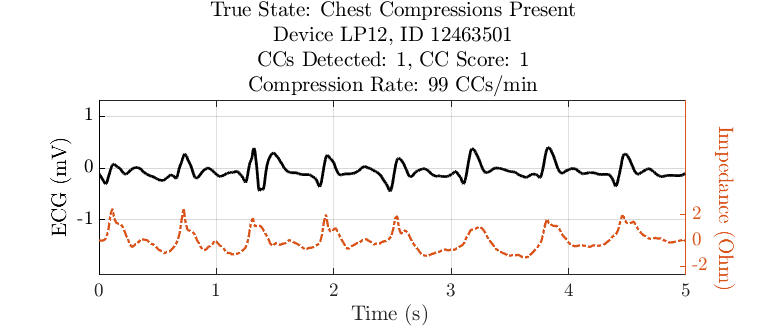 True State: Chest Compressions Present
Device LP12, ID 12463501
CCs Detected: 1, CC Score: 1
Compression Rate: 99 CCs/min
1
0
-1
ECG (mV)
2
0
-2
Impedance (Ohm)
0 1 2 3 4 5
Time (s)